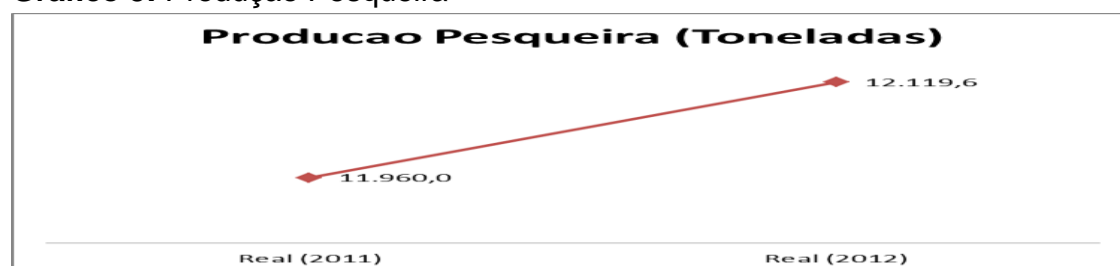 Producao Pesqueira (Toneladas)
12.119,6
11.960,0
Real (2011) Real (2012)